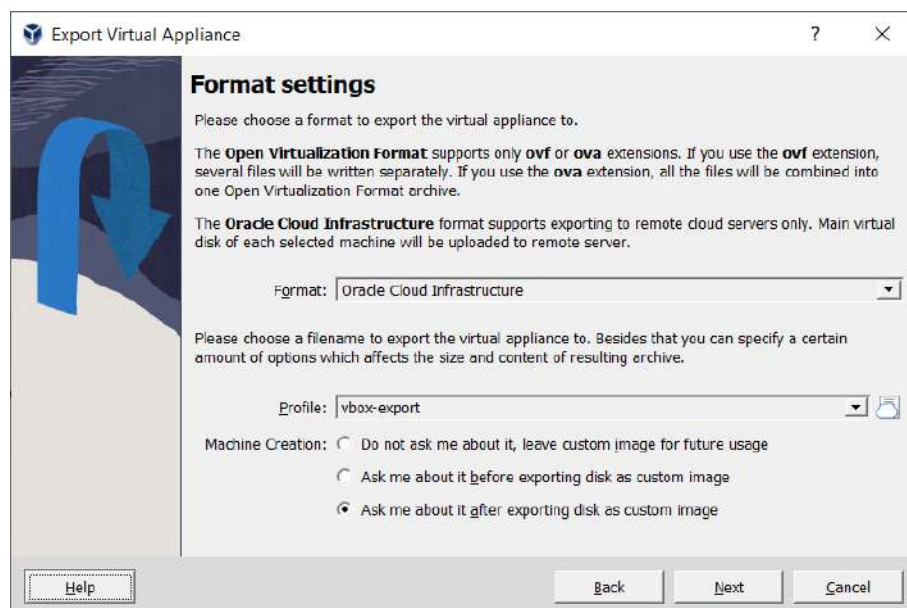 Export Virtual Appliance
?
Format settings
Please choose a format to export the virtual appliance to.
The Open Virtualization Format supports only ovf or ova extensions. If you use the ovf extension,
several files will be written separately. If you use the ova extension, all the files will be combined into
one Open Virtualization Format archive.
The Oracle Cloud Infrastructure format supports exporting to remote cloud servers only. Main virtual
disk of each selected machine will be uploaded to remote server.
Format: Oracle Cloud Infrastructure
Please choose a filename to export the virtual appliance to. Besides that you can specify a certain
amount of options which affects the size and content of resulting archive.
Profile: vbox-export
Machine Creation: Do not ask me about it, leave custom image for future usage
Ask me about it before exporting disk as custom image
Ask me about it after exporting disk as custom image
Help Back Next Cancel